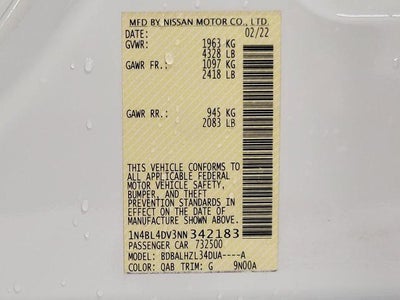 MFD BY NISSAN MOTOR CO., LTD.
DATE: 02/22
GVWR: 1963 KG
4328 LB
GAWR FR.: 1097 KG
2418 LB
GAWR RR.: 945 KG
2083 LB
THIS VEHICLE CONFORMS TO
ALL APPLICABLE FEDERAL
MOTOR VEHICLE SAFETY,
BUMPER, AND THEFT
PREVENTION STANDARDS IN
EFFECT ON THE DATE OF
MANUFACTURE SHOWN ABOVE.
1N4BL4DV3NN342183
PASSENGER CAR 732500
MODEL: BDBALHZL34DUA----A
COLOR: QAB TRIM: G 9N00A